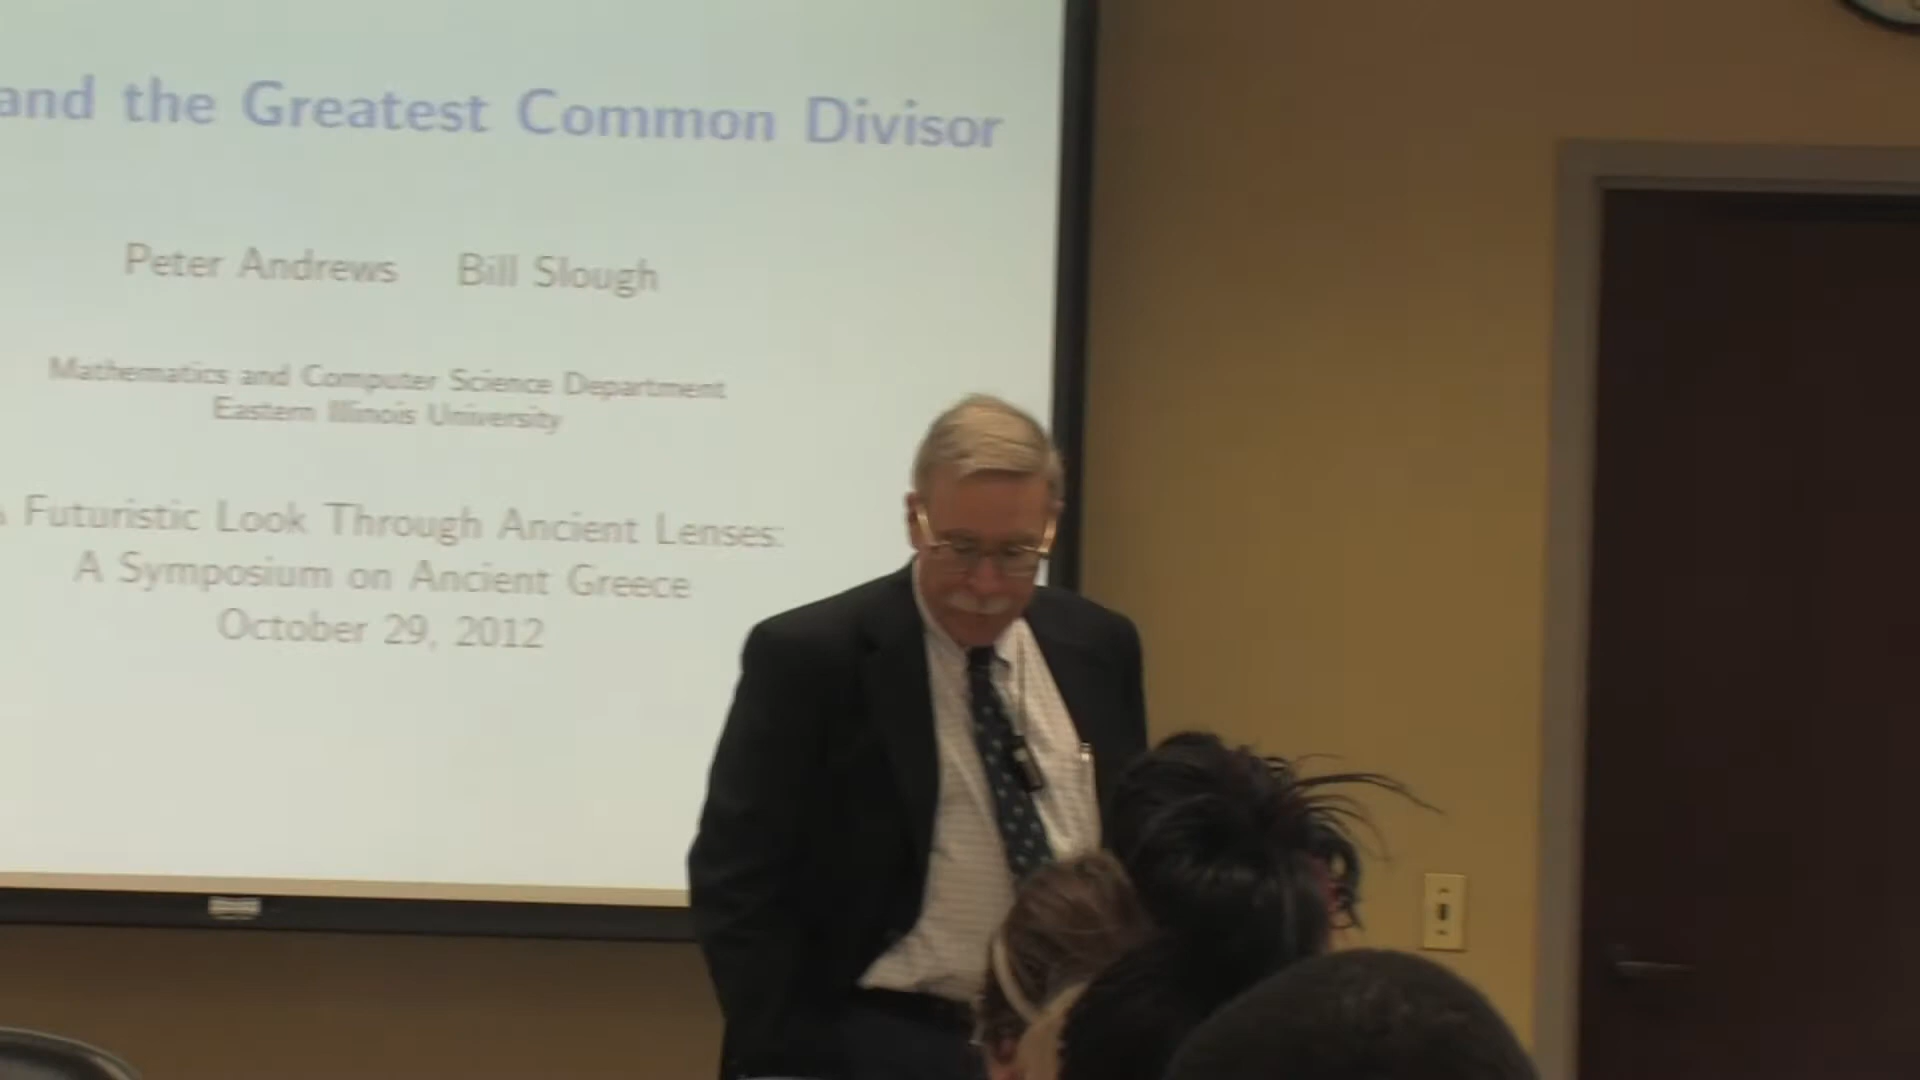 and the Greatest Common Divisor
Peter Andrews Bill Slough
Mathematics and Computer Science Department
Eastern Illinois University
Futuristic Look Through Ancient Lenses:
A Symposium on Ancient Greece
October 29, 2012